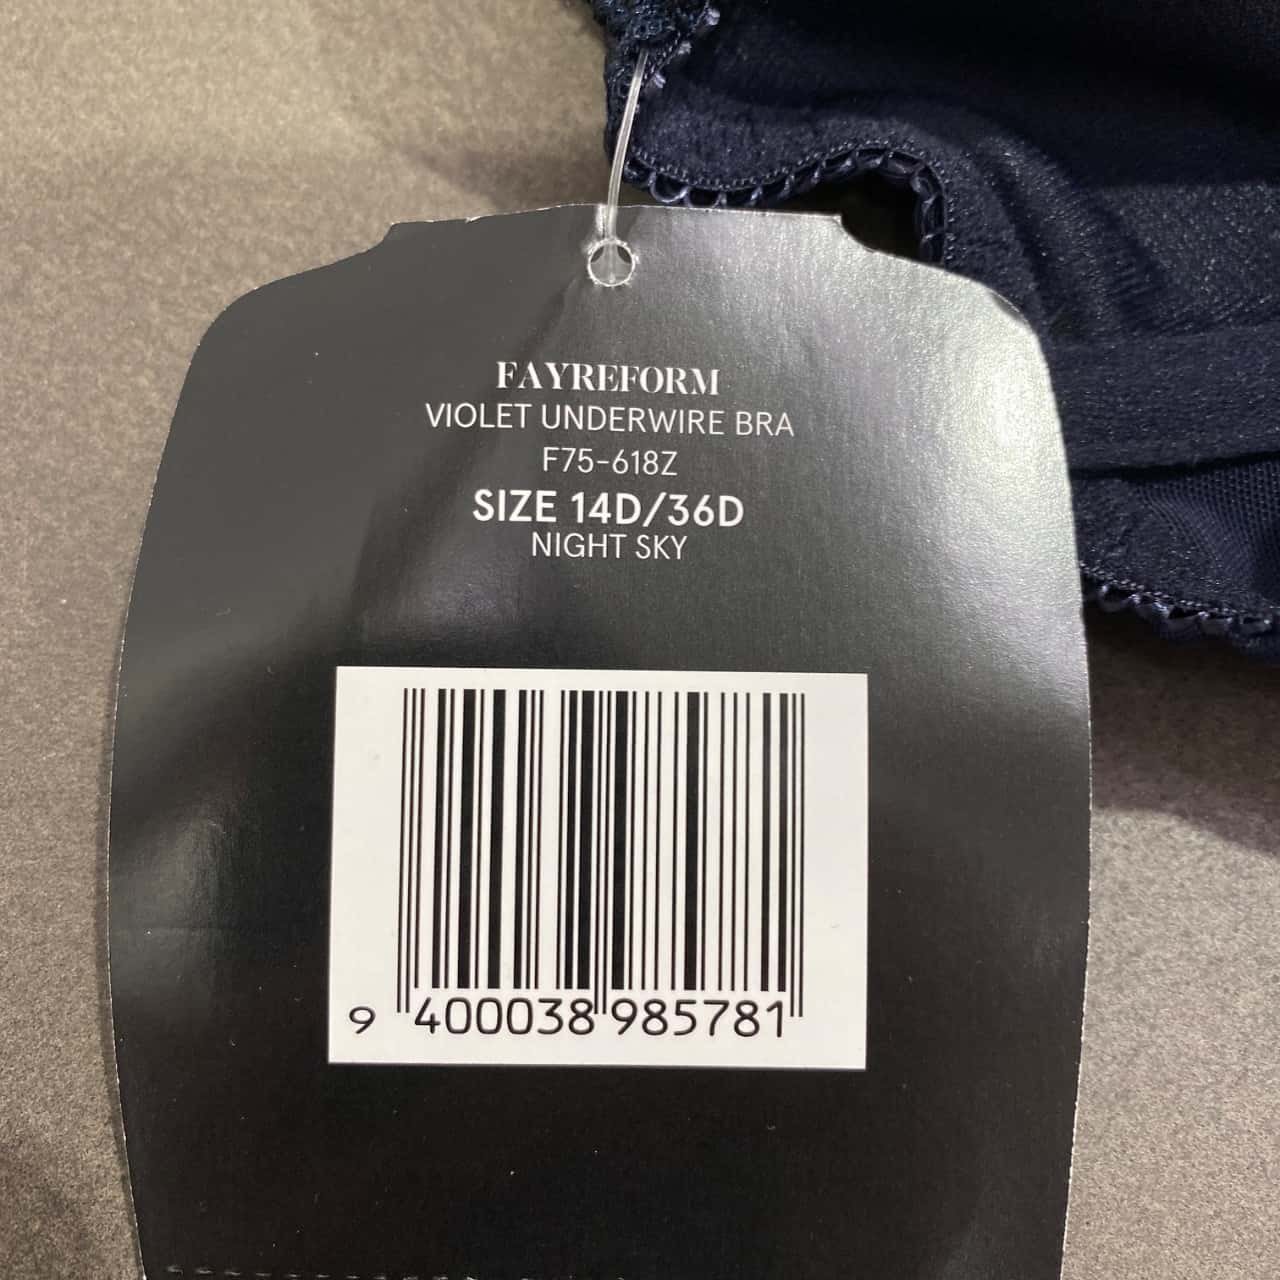 FAYREFORM
VIOLET UNDERWIRE BRA
F75-618Z
SIZE 14D/36D
NIGHT SKY
9 400038 985781